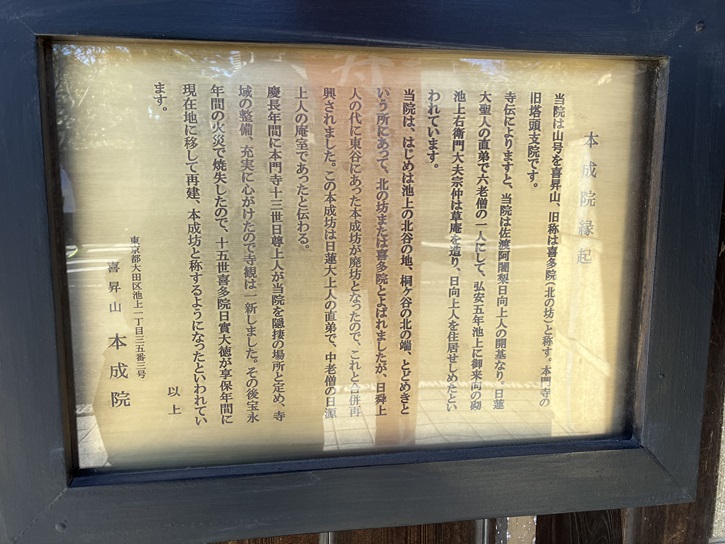 本成院縁起
当院は山号を喜昇山、旧称は喜多院(北の坊)と称す。本門寺の
旧塔頭支院です。
寺伝によりますと、当院は佐渡阿闍梨日向上人の開基なり、日蓮
大聖人の直弟で六老僧の一人にして、弘安五年池上に御来向の砌
池上右衛門大夫宗仲は草庵を造り、日向上人を住居せしめたとい
われています。
当院は、はじめは池上の北谷の地、桐ケ谷の北の端、とどめきと
いう所にあって、北の坊または喜多院とよばれましたが、日舜上
人の代に東谷にあった本成坊が廃坊となったので、これと合併再
興されました。この本成坊は日蓮大上人の直弟で、中老僧の日源
上人の庵室であったと伝わる。
慶長年間に本門寺十三世日尊上人が当院を隠捿の場所と定め、寺
域の整備、充実に心がけたので寺観は一新しました。その後宝永
年間の火災で焼失したので、十五世喜多院日實大徳が享保年間に
現在地に移して再建、本成坊と称するようになったといわれてい
ます。
以上
東京都大田区池上一丁目三五番三号
喜昇山 本成院